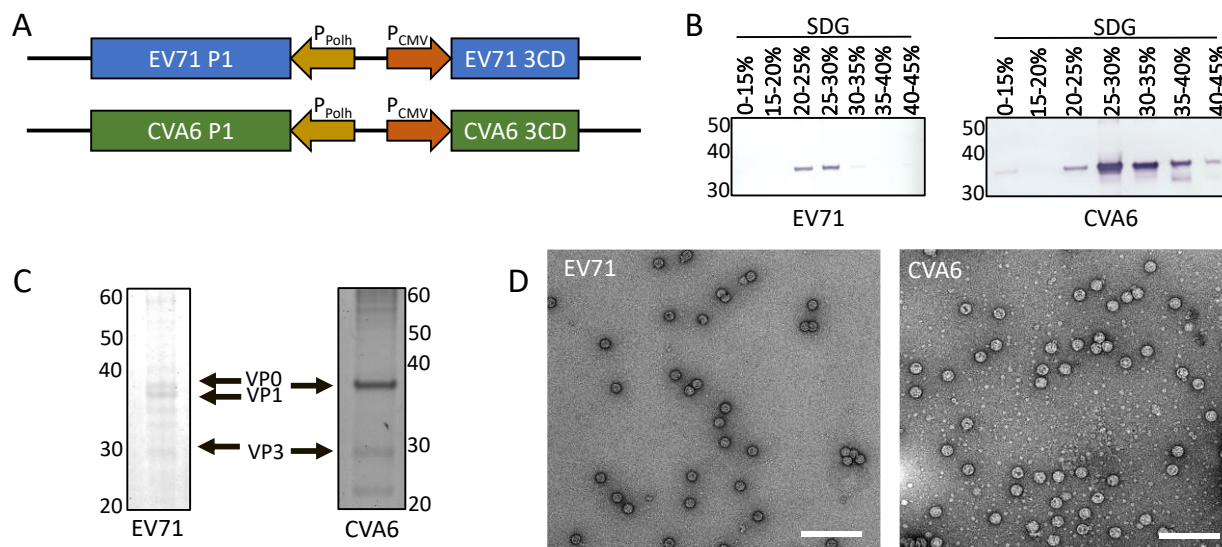 A
P_Polh P_CMV
EV71 P1 EV71 3CD
P_Polh P_CMV
CVA6 P1 CVA6 3CD
B
SDG SDG
0-15% 15-20% 20-25% 25-30% 30-35% 35-40% 40-45% 0-15% 15-20% 20-25% 25-30% 30-35% 35-40% 40-45%
50 50
40 40
30 30
EV71 CVA6
C
60 60
50 50
40 40
VP0
VP1
30 VP3 30
20 20
EV71 CVA6
D
EV71 CVA6